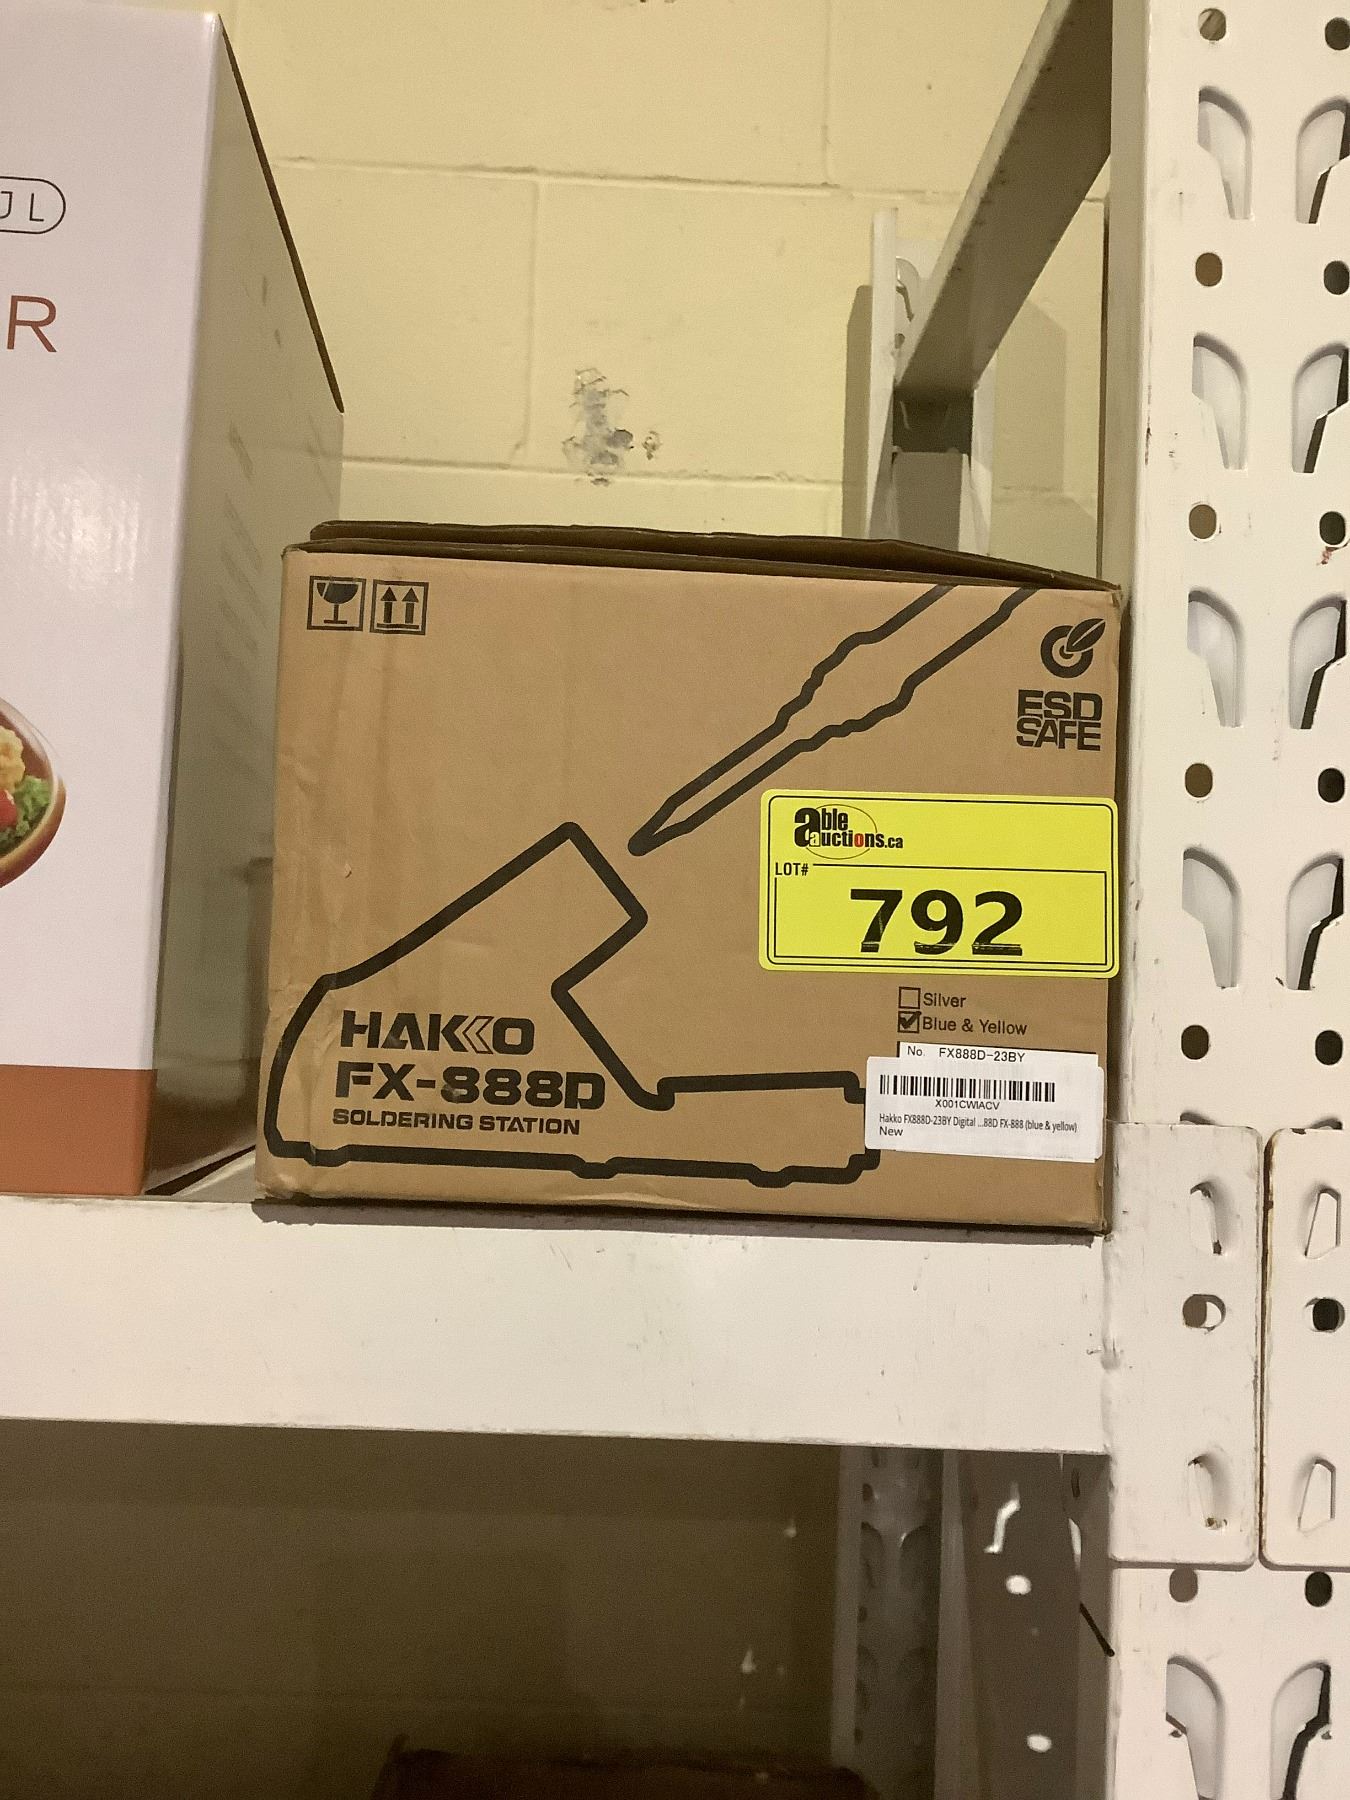 JL
R
ESD
SAFE
able
auctions.ca
LOT#
792
Silver
Blue & Yellow
No. FX888D-23BY
X001CWIACV
Hakko FX888D-23BY Digital ...88D FX-888 (blue & yellow)
New
HAKKO
FX-888D
SOLDERING STATION